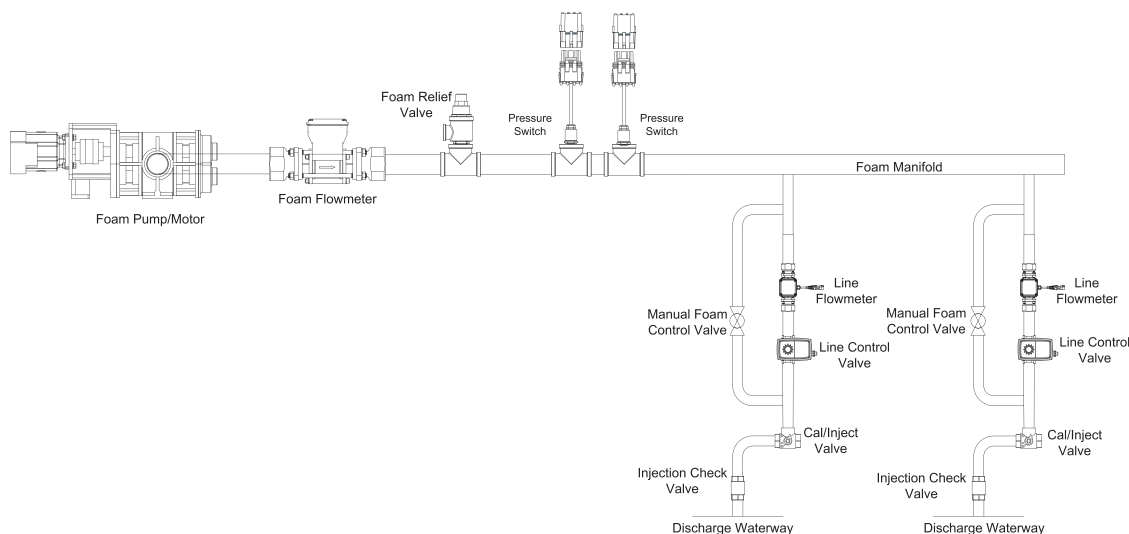 Foam Relief
Valve
Pressure
Switch
Pressure
Switch
Foam Manifold
Foam Flowmeter
Foam Pump/Motor
Line
Flowmeter
Manual Foam
Control Valve
Line Control
Valve
Cal/Inject
Valve
Injection Check
Valve
Discharge Waterway
Line
Flowmeter
Manual Foam
Control Valve
Line Control
Valve
Cal/Inject
Valve
Injection Check
Valve
Discharge Waterway